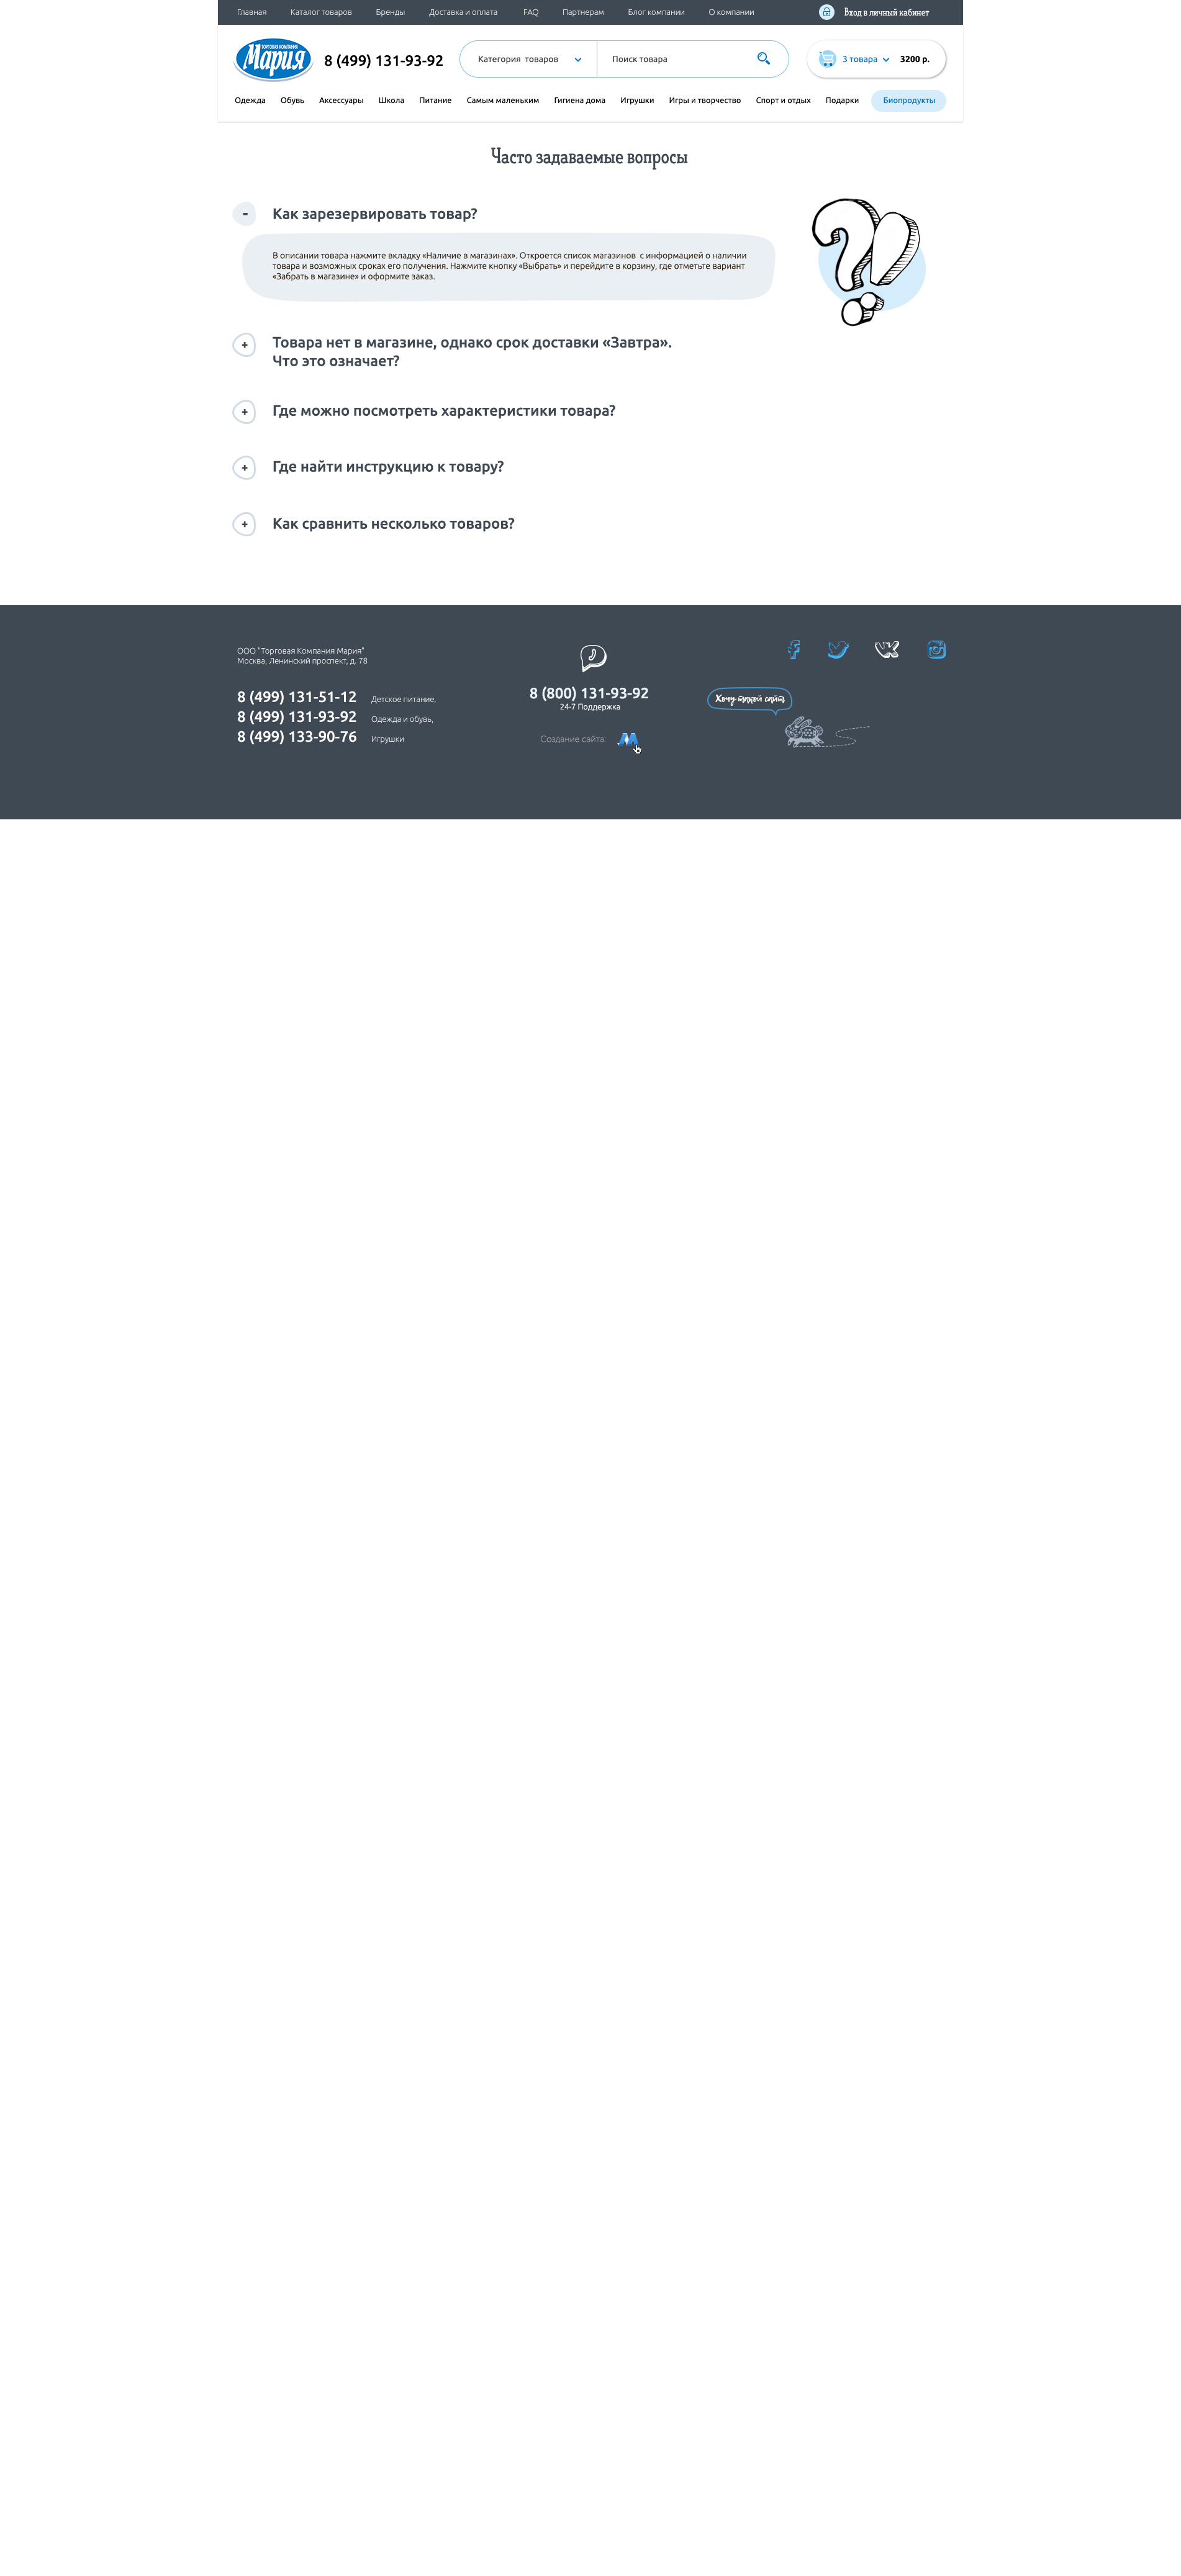 Главная Каталог товаров Бренды Доставка и оплата FAQ Партнерам Блог компании О компании Вход в личный кабинет
ТОРГОВАЯ КОМПАНИЯ
Мария
8 (499) 131-93-92 Категория товаров Поиск товара 3 товара 3200 р.
Одежда Обувь Аксессуары Школа Питание Самым маленьким Гигиена дома Игрушки Игры и творчество Спорт и отдых Подарки Биопродукты
Часто задаваемые вопросы
- Как зарезервировать товар?
В описании товара нажмите вкладку «Наличие в магазинах». Откроется список магазинов с информацией о наличии
товара и возможных сроках его получения. Нажмите кнопку «Выбрать» и перейдите в корзину, где отметьте вариант
«Забрать в магазине» и оформите заказ.
?!
+ Товара нет в магазине, однако срок доставки «Завтра».
Что это означает?
+ Где можно посмотреть характеристики товара?
+ Где найти инструкцию к товару?
+ Как сравнить несколько товаров?
ООО "Торговая Компания Мария"
Москва, Ленинский проспект, д. 78
8 (499) 131-51-12 Детское питание,
8 (499) 131-93-92 Одежда и обувь,
8 (499) 133-90-76 Игрушки
8 (800) 131-93-92
24-7 Поддержка
Создание сайта:
Хочу такой сайт